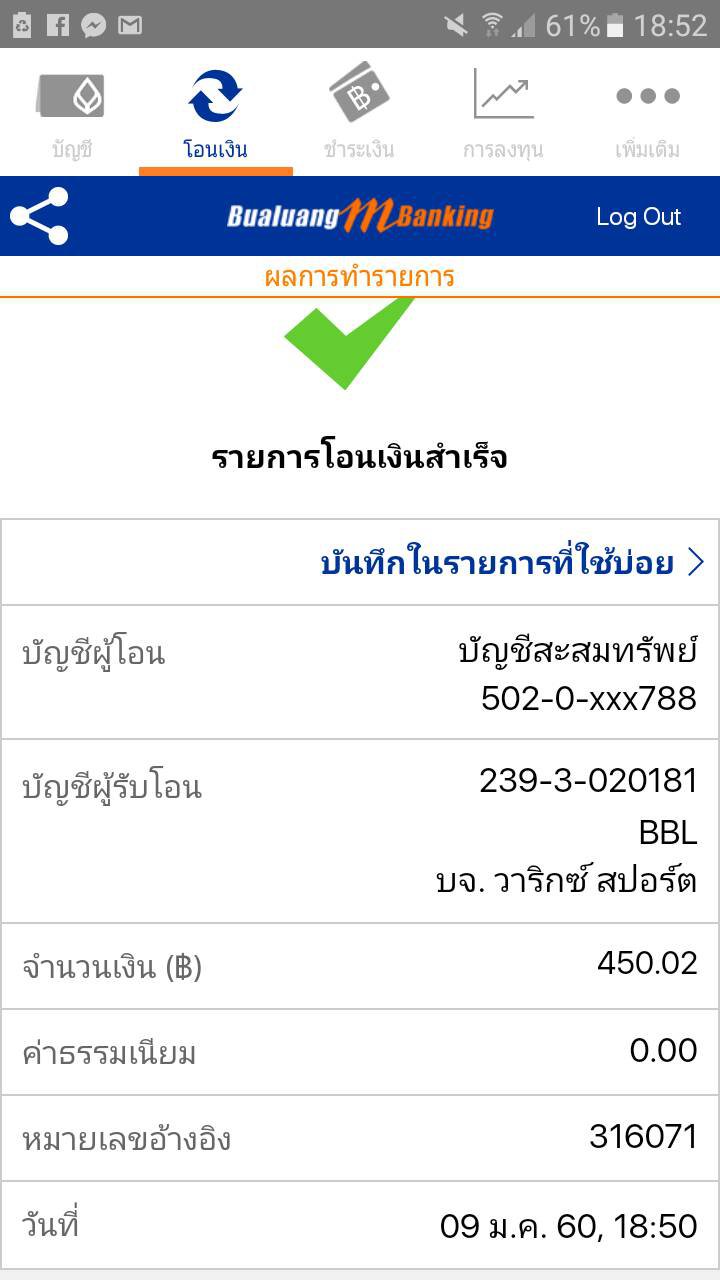 61% 18:52
บัญชี โอนเงิน ชำระเงิน การลงทุน เพิ่มเติม
Bualuang mBanking Log Out
ผลการทำรายการ
รายการโอนเงินสำเร็จ
บันทึกในรายการที่ใช้บ่อย
บัญชีผู้โอน บัญชีสะสมทรัพย์
502-0-xxx788
บัญชีผู้รับโอน 239-3-020181
BBL
บจ. วาริกซ์ สปอร์ต
จำนวนเงิน (฿) 450.02
ค่าธรรมเนียม 0.00
หมายเลขอ้างอิง 316071
วันที่ 09 ม.ค. 60, 18:50